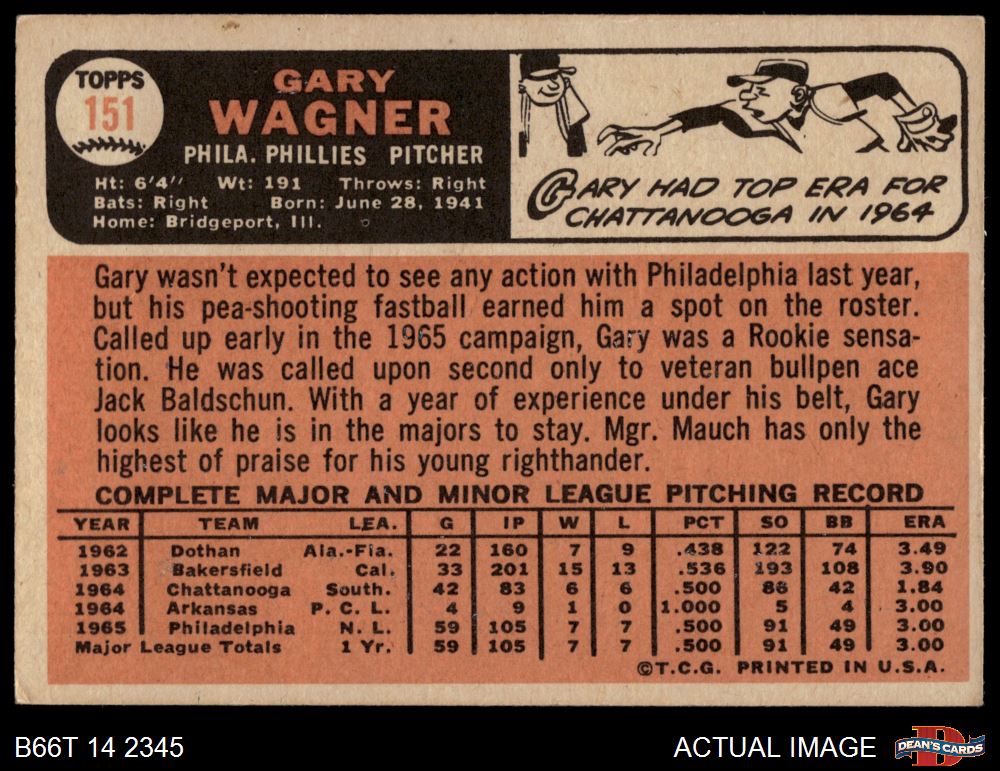 TOPPS
151
GARY
WAGNER
PHILA. PHILLIES PITCHER
Ht: 6'4" Wt: 191 Throws: Right
Bats: Right Born: June 28, 1941
Home: Bridgeport, Ill.
GARY HAD TOP ERA FOR
CHATTANOOGA IN 1964
Gary wasn't expected to see any action with Philadelphia last year,
but his pea-shooting fastball earned him a spot on the roster.
Called up early in the 1965 campaign, Gary was a Rookie sensa-
tion. He was called upon second only to veteran bullpen ace
Jack Baldschun. With a year of experience under his belt, Gary
looks like he is in the majors to stay. Mgr. Mauch has only the
highest of praise for his young righthander.
COMPLETE MAJOR AND MINOR LEAGUE PITCHING RECORD
YEAR TEAM LEA. G IP W L PCT SO BB ERA
1962 Dothan Ala.-Fla. 22 160 7 9 .438 122 74 3.49
1963 Bakersfield Cal. 33 201 15 13 .536 193 108 3.90
1964 Chattanooga South. 42 83 6 6 .500 86 42 1.84
1964 Arkansas P. C. L. 4 9 1 0 1.000 5 4 3.00
1965 Philadelphia N. L. 59 105 7 7 .500 91 49 3.00
Major League Totals 1 Yr. 59 105 7 7 .500 91 49 3.00
©T.C.G. PRINTED IN U.S.A.
B66T 14 2345
ACTUAL IMAGE
D
DEAN'S CARDS